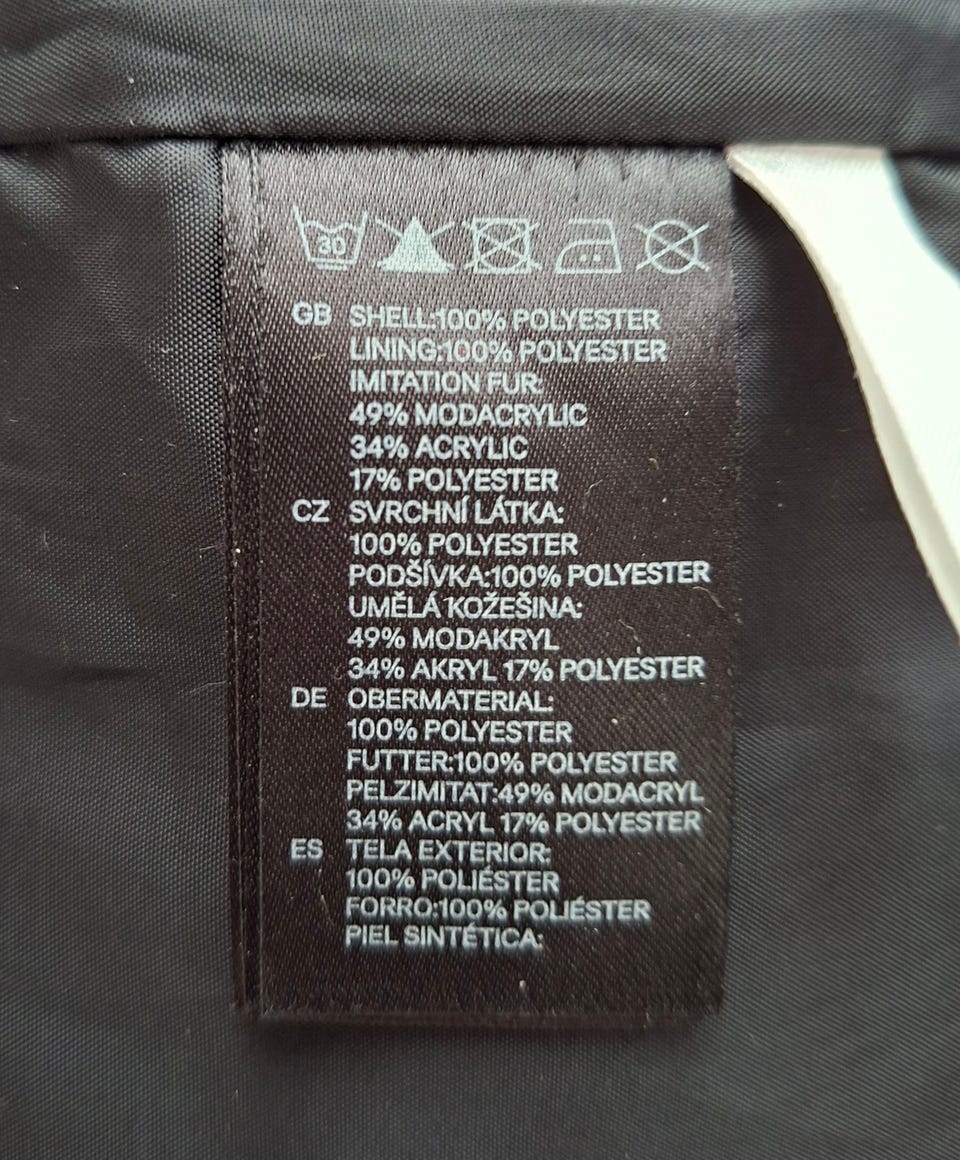 30
GB SHELL:100% POLYESTER
LINING:100% POLYESTER
IMITATION FUR:
49% MODACRYLIC
34% ACRYLIC
17% POLYESTER
CZ SVRCHNÍ LÁTKA:
100% POLYESTER
PODŠÍVKA:100% POLYESTER
UMĚLÁ KOŽEŠINA:
49% MODAKRYL
34% AKRYL 17% POLYESTER
DE OBERMATERIAL:
100% POLYESTER
FUTTER:100% POLYESTER
PELZIMITAT:49% MODACRYL
34% ACRYL 17% POLYESTER
ES TELA EXTERIOR:
100% POLIÉSTER
FORRO:100% POLIÉSTER
PIEL SINTÉTICA: